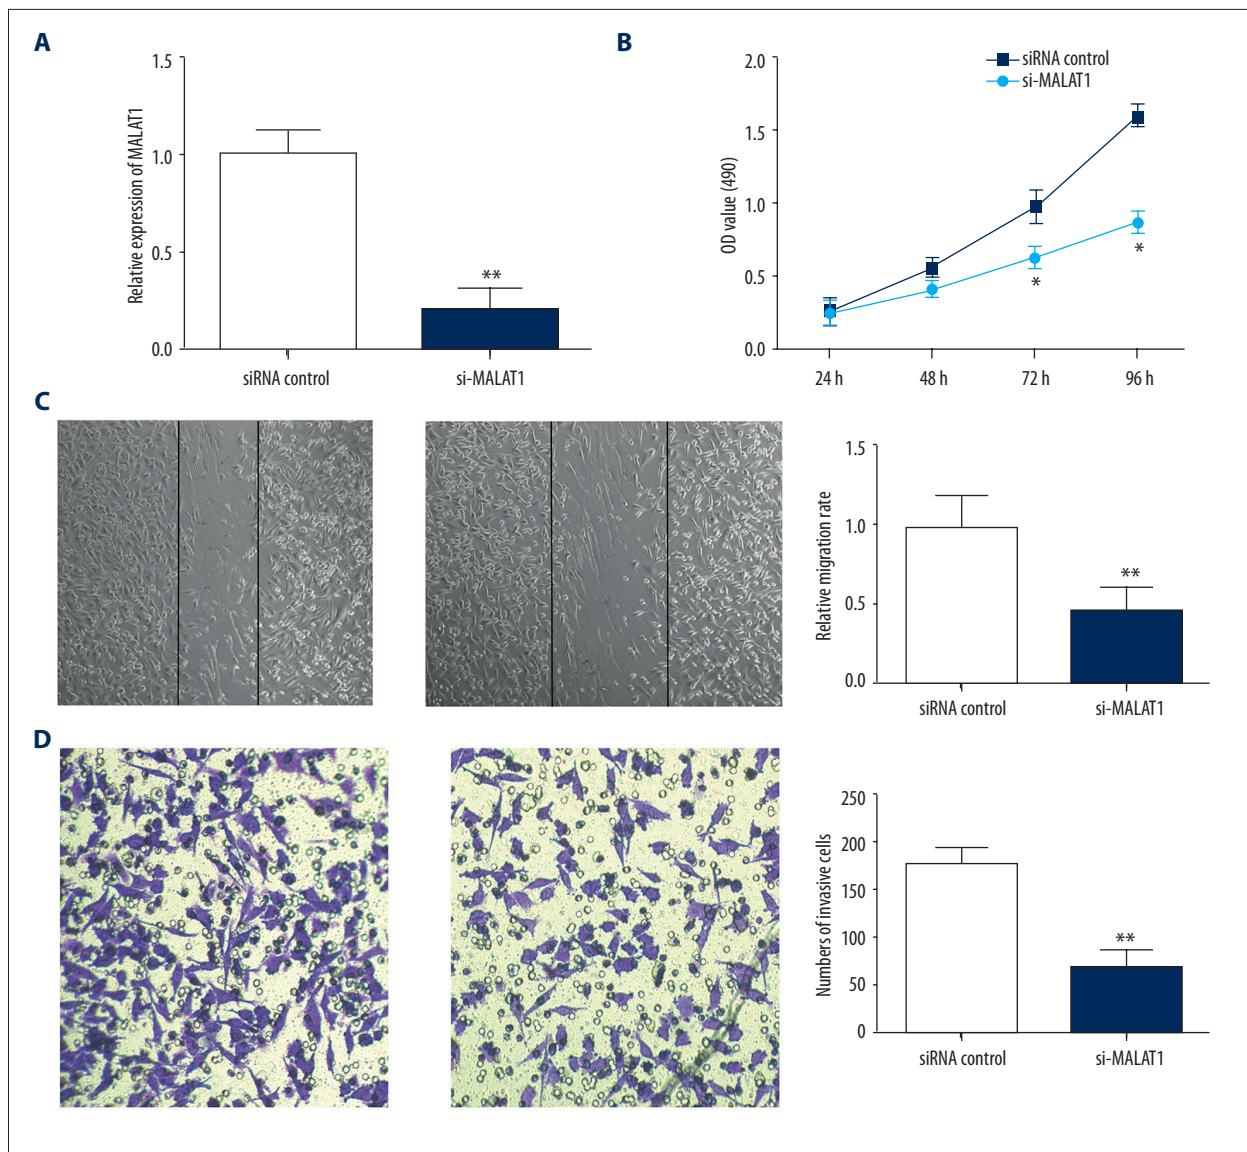 A
1.5
1.0
0.5
0.0
Relative expression of MALAT1
**
siRNA control
si-MALAT1
B
2.0
1.5
1.0
0.5
0.0
OD value (490)
siRNA control
si-MALAT1
*
*
24 h
48 h
72 h
96 h
C
1.5
1.0
0.5
0.0
Relative migration rate
**
siRNA control
si-MALAT1
D
250
200
150
100
50
0
Numbers of invasive cells
**
siRNA control
si-MALAT1